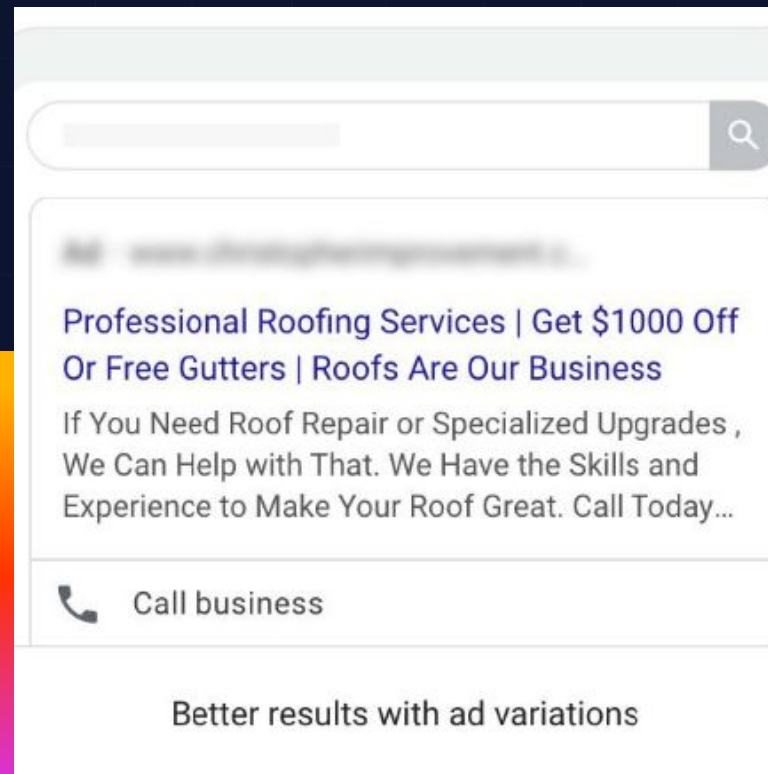 Professional Roofing Services | Get $1000 Off
Or Free Gutters | Roofs Are Our Business
If You Need Roof Repair or Specialized Upgrades ,
We Can Help with That. We Have the Skills and
Experience to Make Your Roof Great. Call Today...
Call business
Better results with ad variations